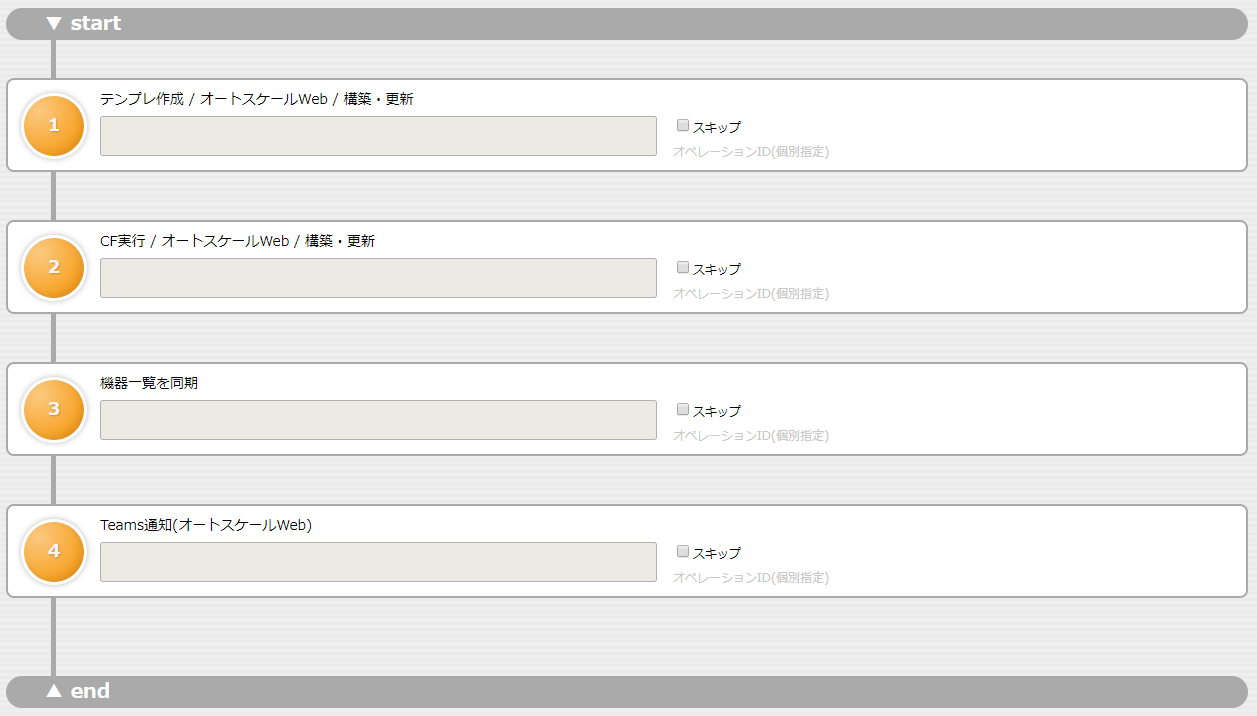 ▼ start
テンプレ作成 / オートスケールWeb / 構築・更新
1
スキップ
オペレーションID(個別指定)
CF実行 / オートスケールWeb / 構築・更新
2
スキップ
オペレーションID(個別指定)
機器一覧を同期
3
スキップ
オペレーションID(個別指定)
Teams通知(オートスケールWeb)
4
スキップ
オペレーションID(個別指定)
▲ end